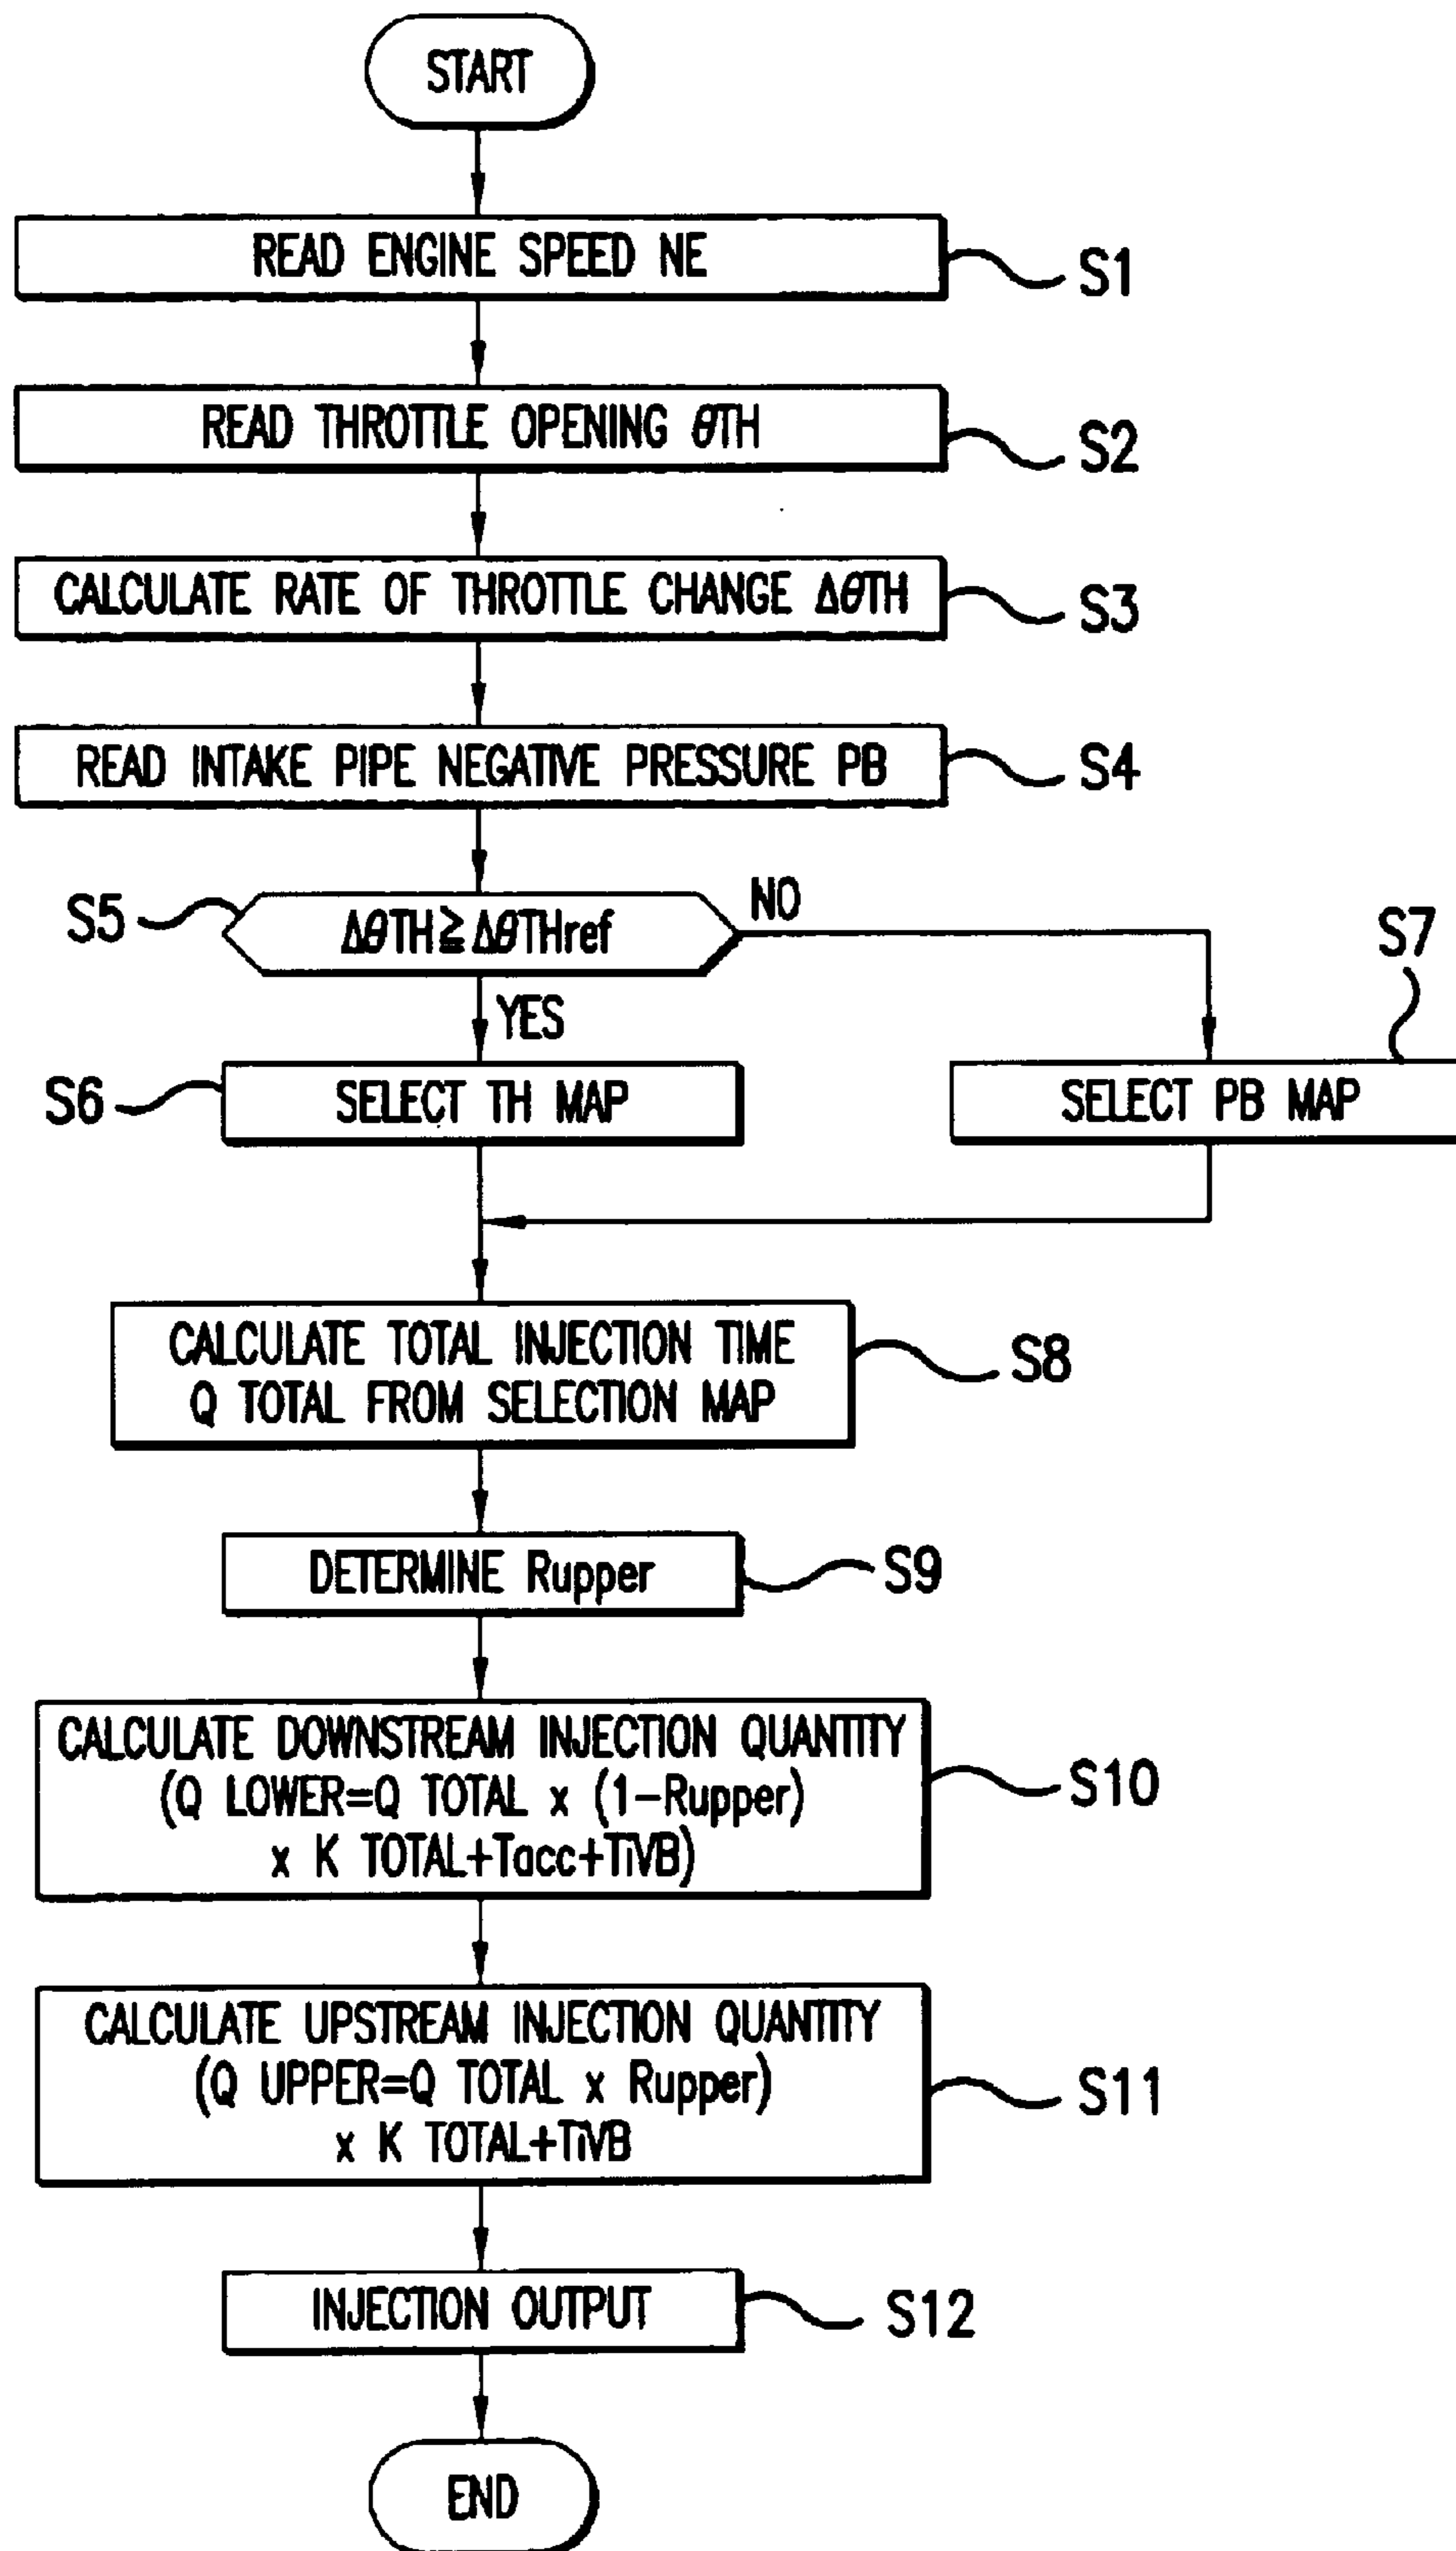 START
READ ENGINE SPEED NE
S1
READ THROTTLE OPENING θTH
S2
CALCULATE RATE OF THROTTLE CHANGE ΔθTH
S3
READ INTAKE PIPE NEGATIVE PRESSURE PB
S4
S5
ΔθTH≧ΔθTHref
NO
YES
S6
SELECT TH MAP
S7
SELECT PB MAP
CALCULATE TOTAL INJECTION TIME
Q TOTAL FROM SELECTION MAP
S8
DETERMINE Rupper
S9
CALCULATE DOWNSTREAM INJECTION QUANTITY
(Q LOWER=Q TOTAL x (1-Rupper)
x K TOTAL+Tacc+TiVB)
S10
CALCULATE UPSTREAM INJECTION QUANTITY
(Q UPPER=Q TOTAL x Rupper)
x K TOTAL+TiVB
S11
INJECTION OUTPUT
S12
END